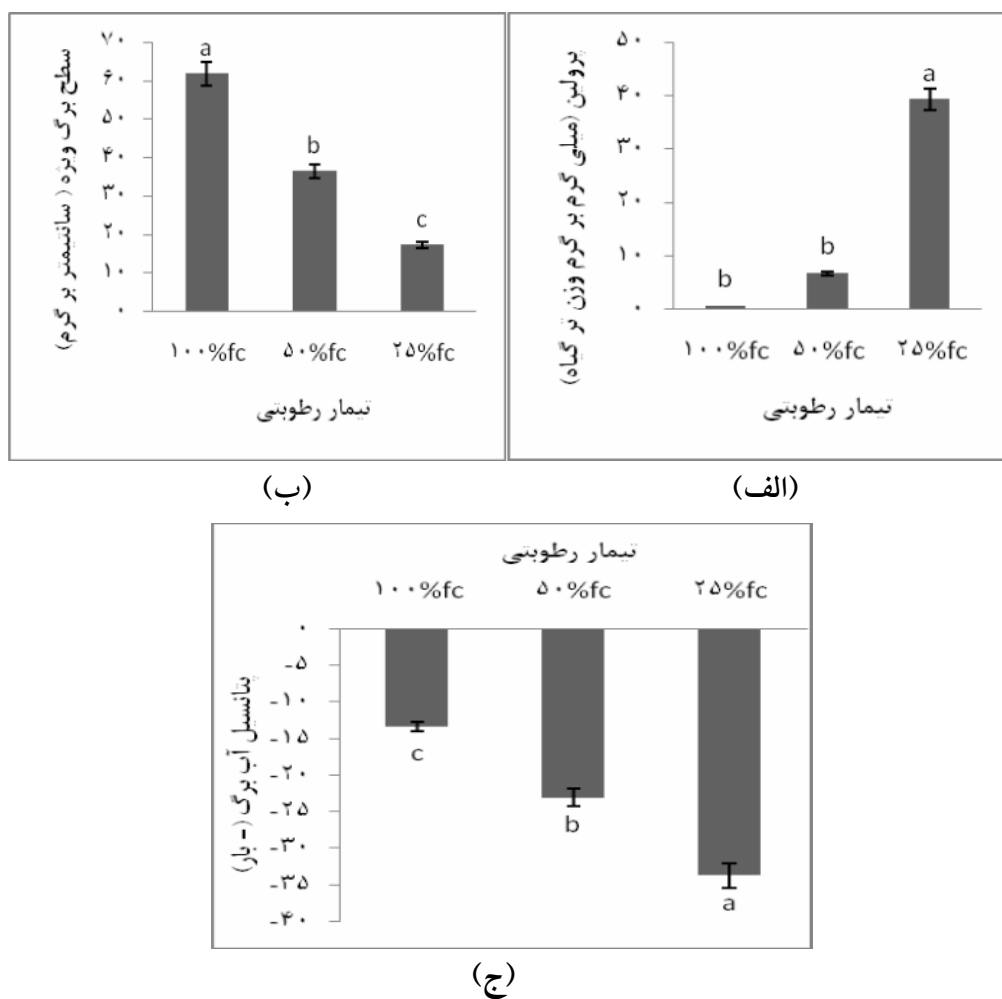 پرولین (میلی گرم بر گرم وزن تر گیاه)
۵۰
۴۰
۳۰
۲۰
۱۰
۰
b
b
a
۱۰۰%fc ۵۰%fc ۲۵%fc
تیمار رطوبتی
(الف)
سطح برگ ویژه (سانتیمتر بر گرم)
۷۰
۶۰
۵۰
۴۰
۳۰
۲۰
۱۰
۰
a
b
c
۱۰۰%fc ۵۰%fc ۲۵%fc
تیمار رطوبتی
(ب)
تیمار رطوبتی
۱۰۰%fc ۵۰%fc ۲۵%fc
پتانسیل آب برگ (- بار)
۰
-۵
-۱۰
-۱۵
-۲۰
-۲۵
-۳۰
-۳۵
-۴۰
c
b
a
(ج)